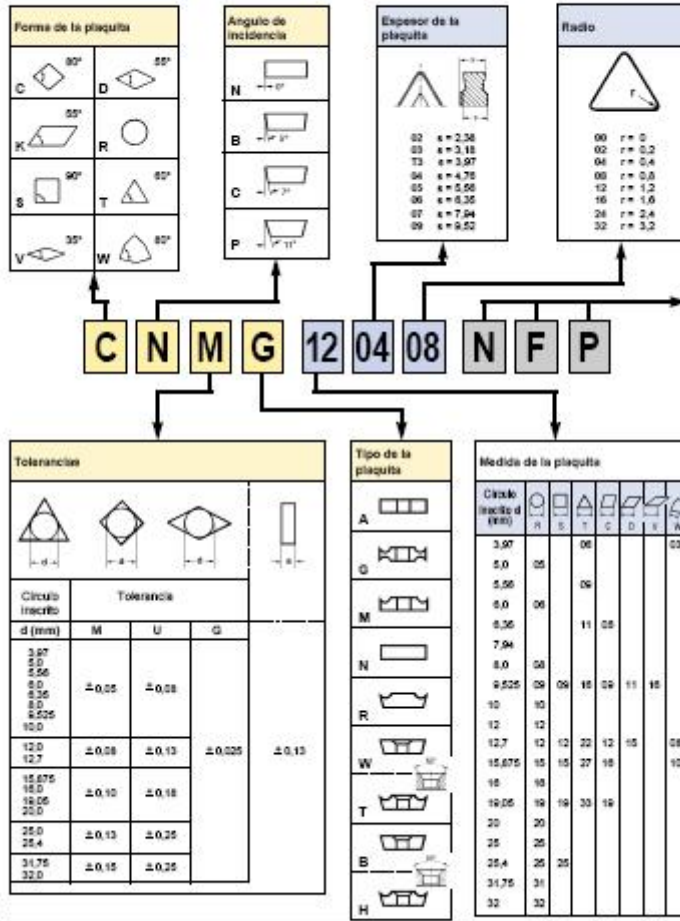 Forma de la plaquita
C 80° D 55°
K 55° R
S 90° T 60°
V 35° W 80°
Angulo de
incidencia
N 0°
B 5°
C 7°
P 11°
Espesor de la
plaquita
02 s = 2,38
03 s = 3,18
T3 s = 3,97
04 s = 4,76
05 s = 5,56
06 s = 6,35
07 s = 7,94
09 s = 9,52
Radio
r
00 r = 0
02 r = 0,2
04 r = 0,4
08 r = 0,8
12 r = 1,2
16 r = 1,6
24 r = 2,4
32 r = 3,2
C N M G 12 04 08 N F P
Tolerancias
d d d s
Círculo
inscrito
d (mm)
Tolerancia
M U G
3,97
5,0
5,56
6,0
6,35
8,0
9,525
10,0
±0,05 ±0,08
12,0
12,7
±0,08 ±0,13 ±0,025 ±0,13
15,875
16,0
19,05
20,0
±0,10 ±0,18
25,0
25,4
±0,13 ±0,25
31,75
32,0
±0,15 ±0,25
Tipo de la
plaquita
A
G
M
N
R
W
T
B
H
Medida de la plaquita
Círculo
inscrito d
(mm)
R S T C D V W
3,97 06 03
5,0 05
5,56 09
6,0 06
6,35 11 06
7,94
8,0 08
9,525 09 09 16 09 11 16
10 10
12 12
12,7 12 12 22 12 15 08
15,875 15 15 27 16 10
16 16
19,05 19 19 33 19
20 20
25 25
25,4 25 25
31,75 31
32 32